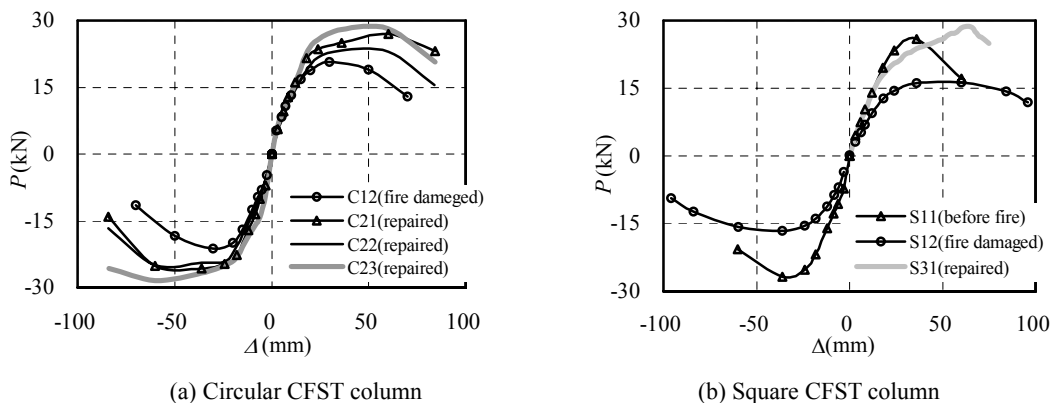 30
15
0
-15
-30
P (kN)
C12(fire dameged)
C21(repaired)
C22(repaired)
C23(repaired)
-100
-50
0
50
100
Δ (mm)
(a) Circular CFST column
30
15
0
-15
-30
P (kN)
S11(before fire)
S12(fire damaged)
S31(repaired)
-100
-50
0
50
100
Δ(mm)
(b) Square CFST column